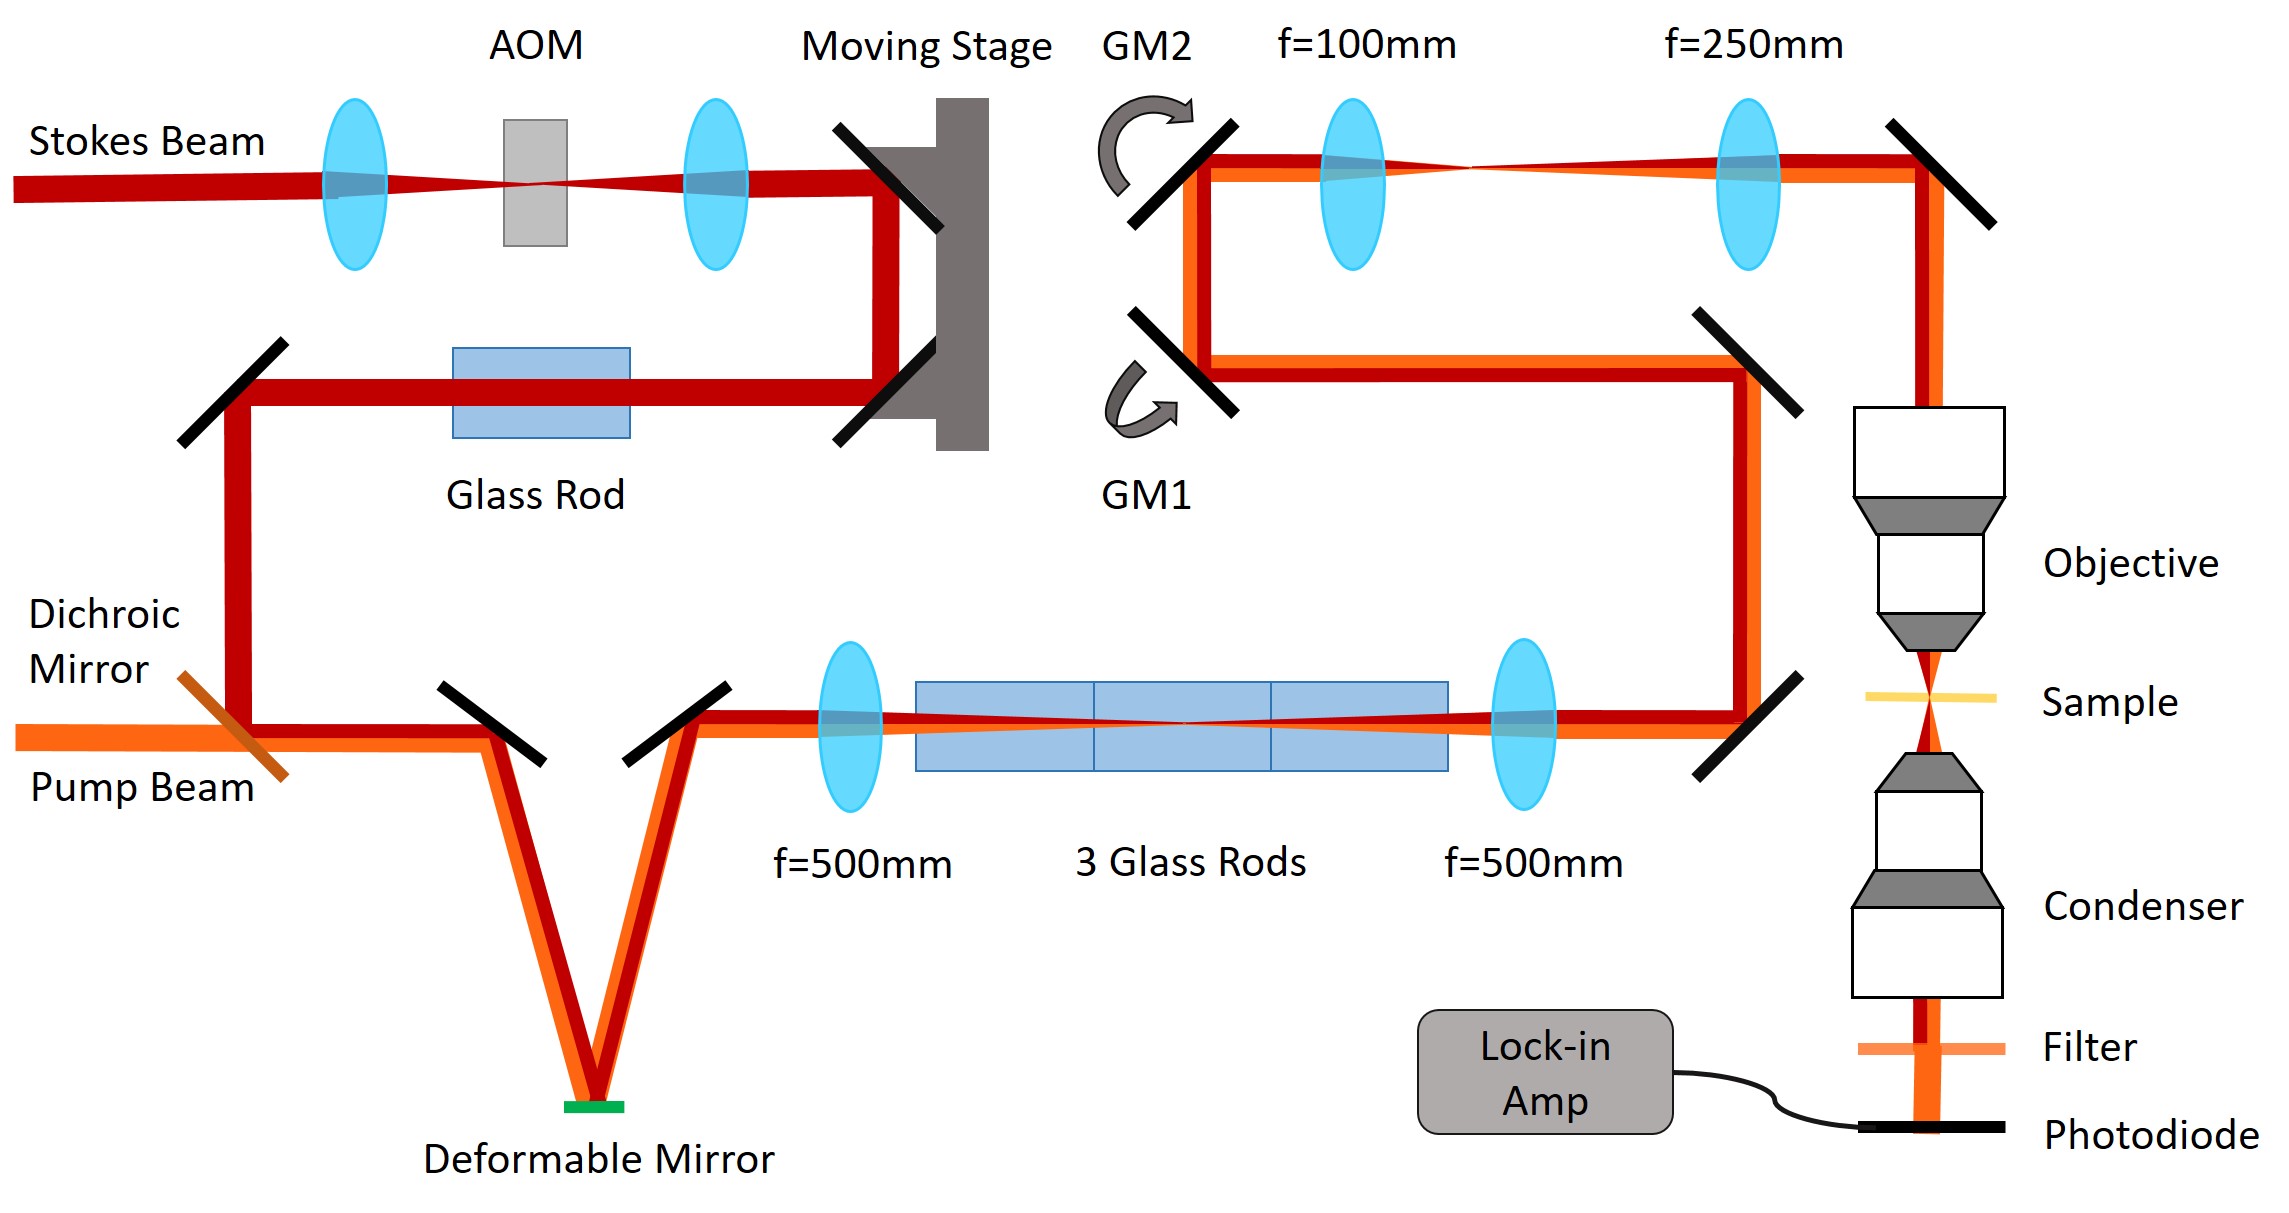 AOM
Moving Stage
GM2
f=100mm
f=250mm
Stokes Beam
Glass Rod
GM1
Objective
Dichroic
Mirror
Sample
Pump Beam
f=500mm
3 Glass Rods
f=500mm
Condenser
Lock-in
Amp
Filter
Photodiode
Deformable Mirror